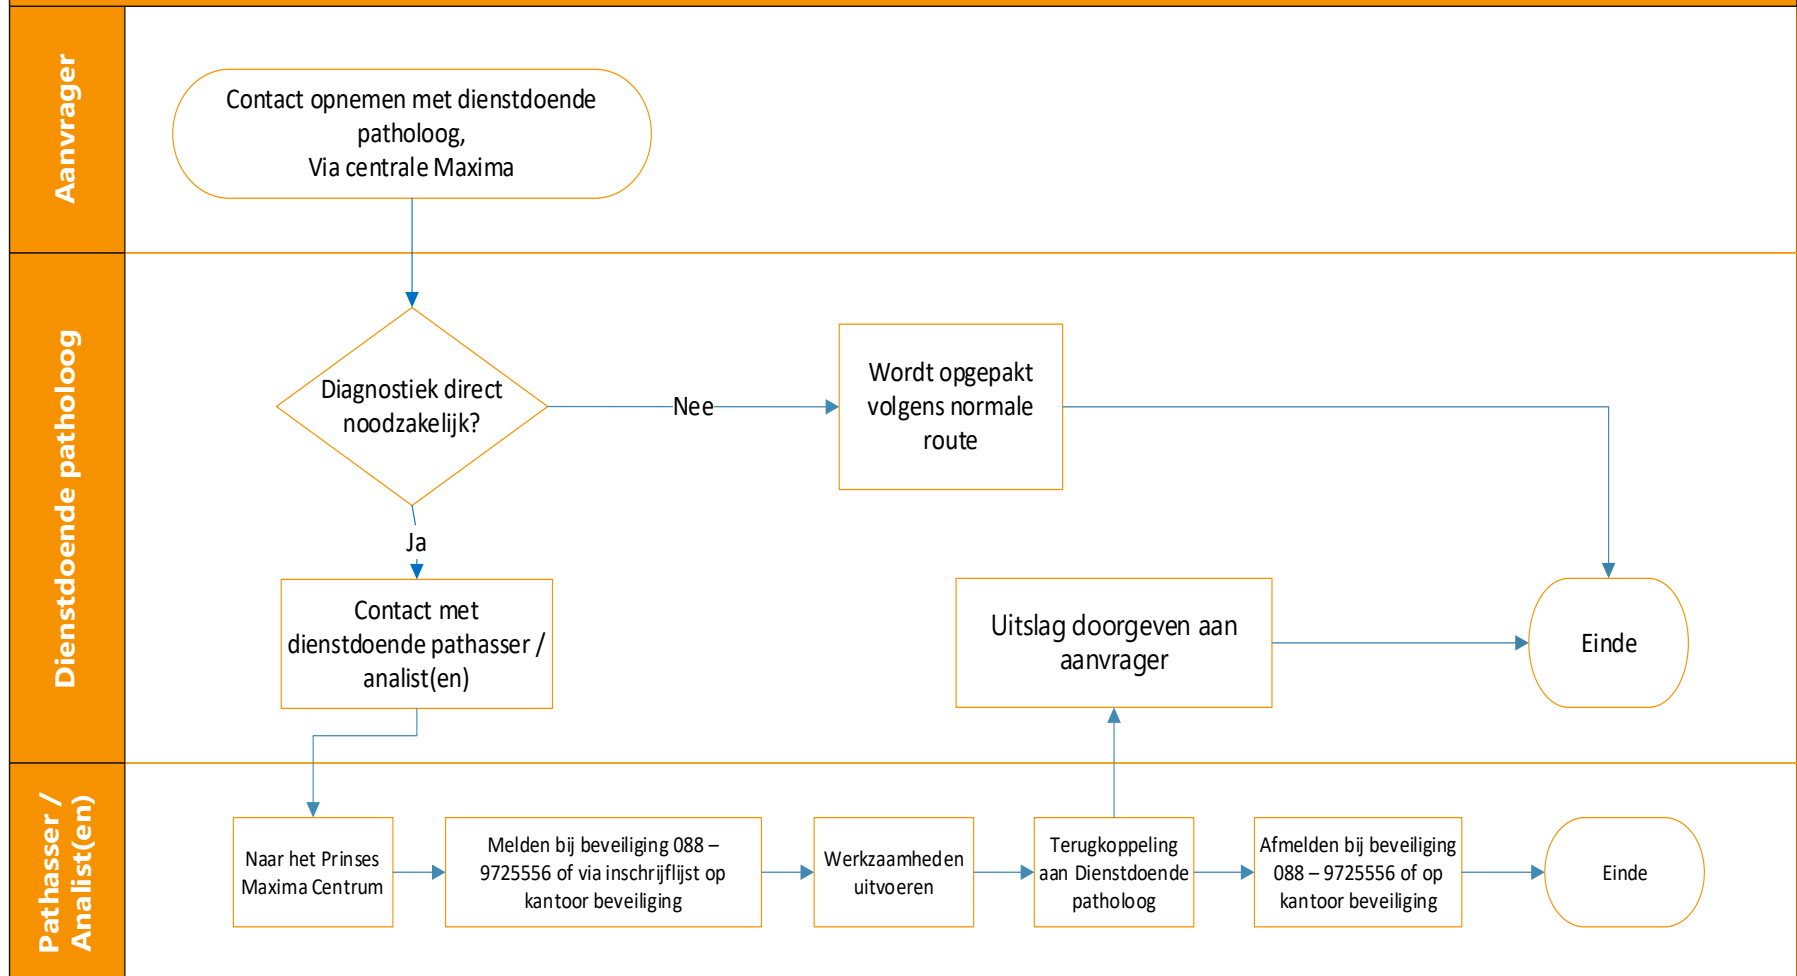 Aanvrager
Contact opnemen met dienstdoende
patholoog,
Via centrale Maxima
Dienstdoende patholoog
Diagnostiek direct
noodzakelijk?
Nee
Wordt opgepakt
volgens normale
route
Ja
Contact met
dienstdoende pathasser /
analist(en)
Uitslag doorgeven aan
aanvrager
Einde
Pathasser /
Analist(en)
Naar het Prinses
Maxima Centrum
Melden bij beveiliging 088 –
9725556 of via inschrijflijst op
kantoor beveiliging
Werkzaamheden
uitvoeren
Terugkoppeling
aan Dienstdoende
patholoog
Afmelden bij beveiliging
088 – 9725556 of op
kantoor beveiliging
Einde